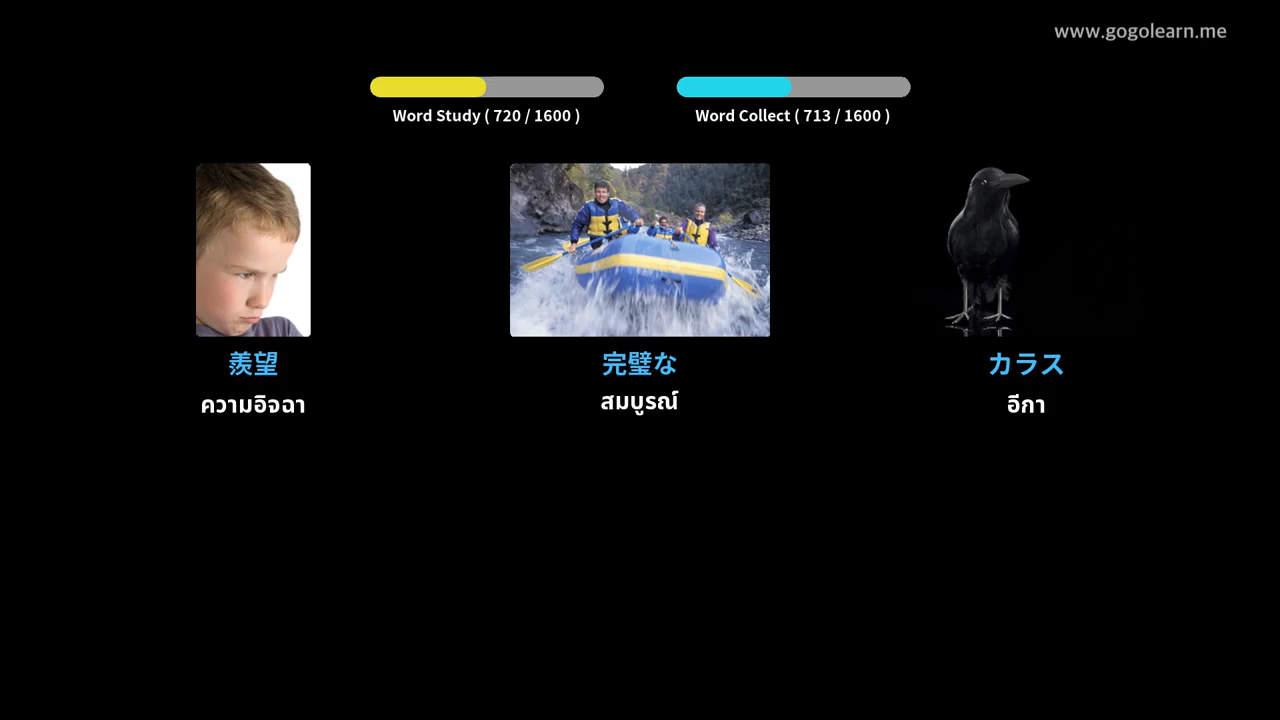 www.gogolearn.me
Word Study ( 720 / 1600 )
Word Collect ( 713 / 1600 )
羨望
完璧な
カラス
ความอิจฉา
สมบูรณ์
อีกา